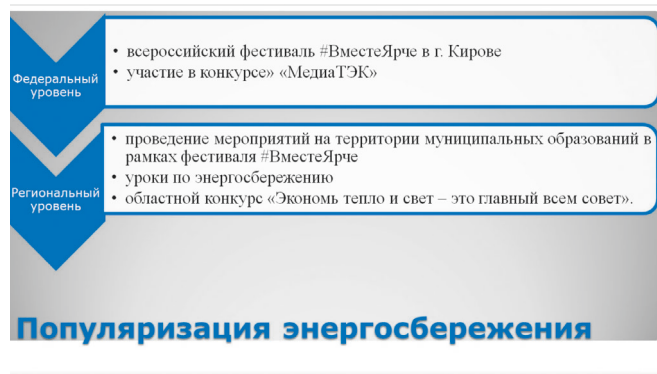 Федеральный
уровень
• всероссийский фестиваль #ВместеЯрче в г. Кирове
• участие в конкурсе» «МедиаТЭК»
Региональный
уровень
• проведение мероприятий на территории муниципальных образований в
рамках фестиваля #ВместеЯрче
• уроки по энергосбережению
• областной конкурс «Экономь тепло и свет – это главный всем совет».
Популяризация энергосбережения